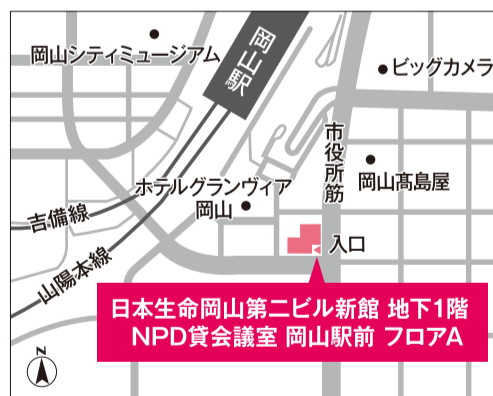 岡山シティミュージアム
岡山駅
ビッグカメラ
市役所筋
岡山髙島屋
ホテルグランヴィア
岡山
吉備線
山陽本線
入口
日本生命岡山第二ビル新館 地下1階
NPD貸会議室 岡山駅前 フロアA
N